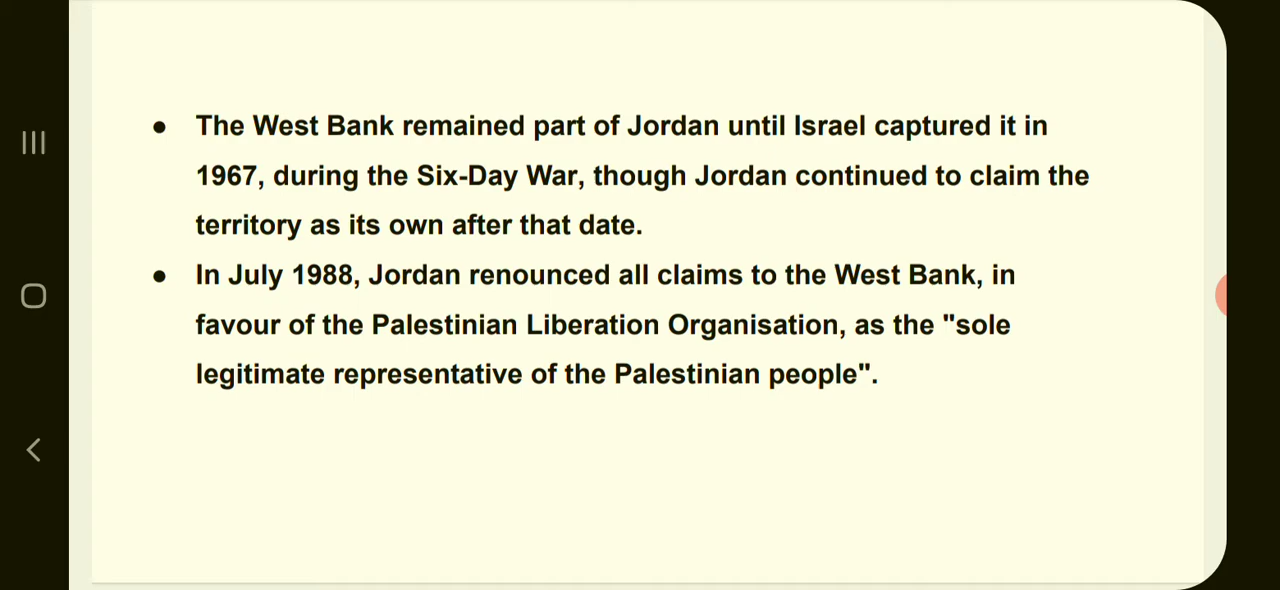 ● The West Bank remained part of Jordan until Israel captured it in
1967, during the Six-Day War, though Jordan continued to claim the
territory as its own after that date.
● In July 1988, Jordan renounced all claims to the West Bank, in
favour of the Palestinian Liberation Organisation, as the "sole
legitimate representative of the Palestinian people".